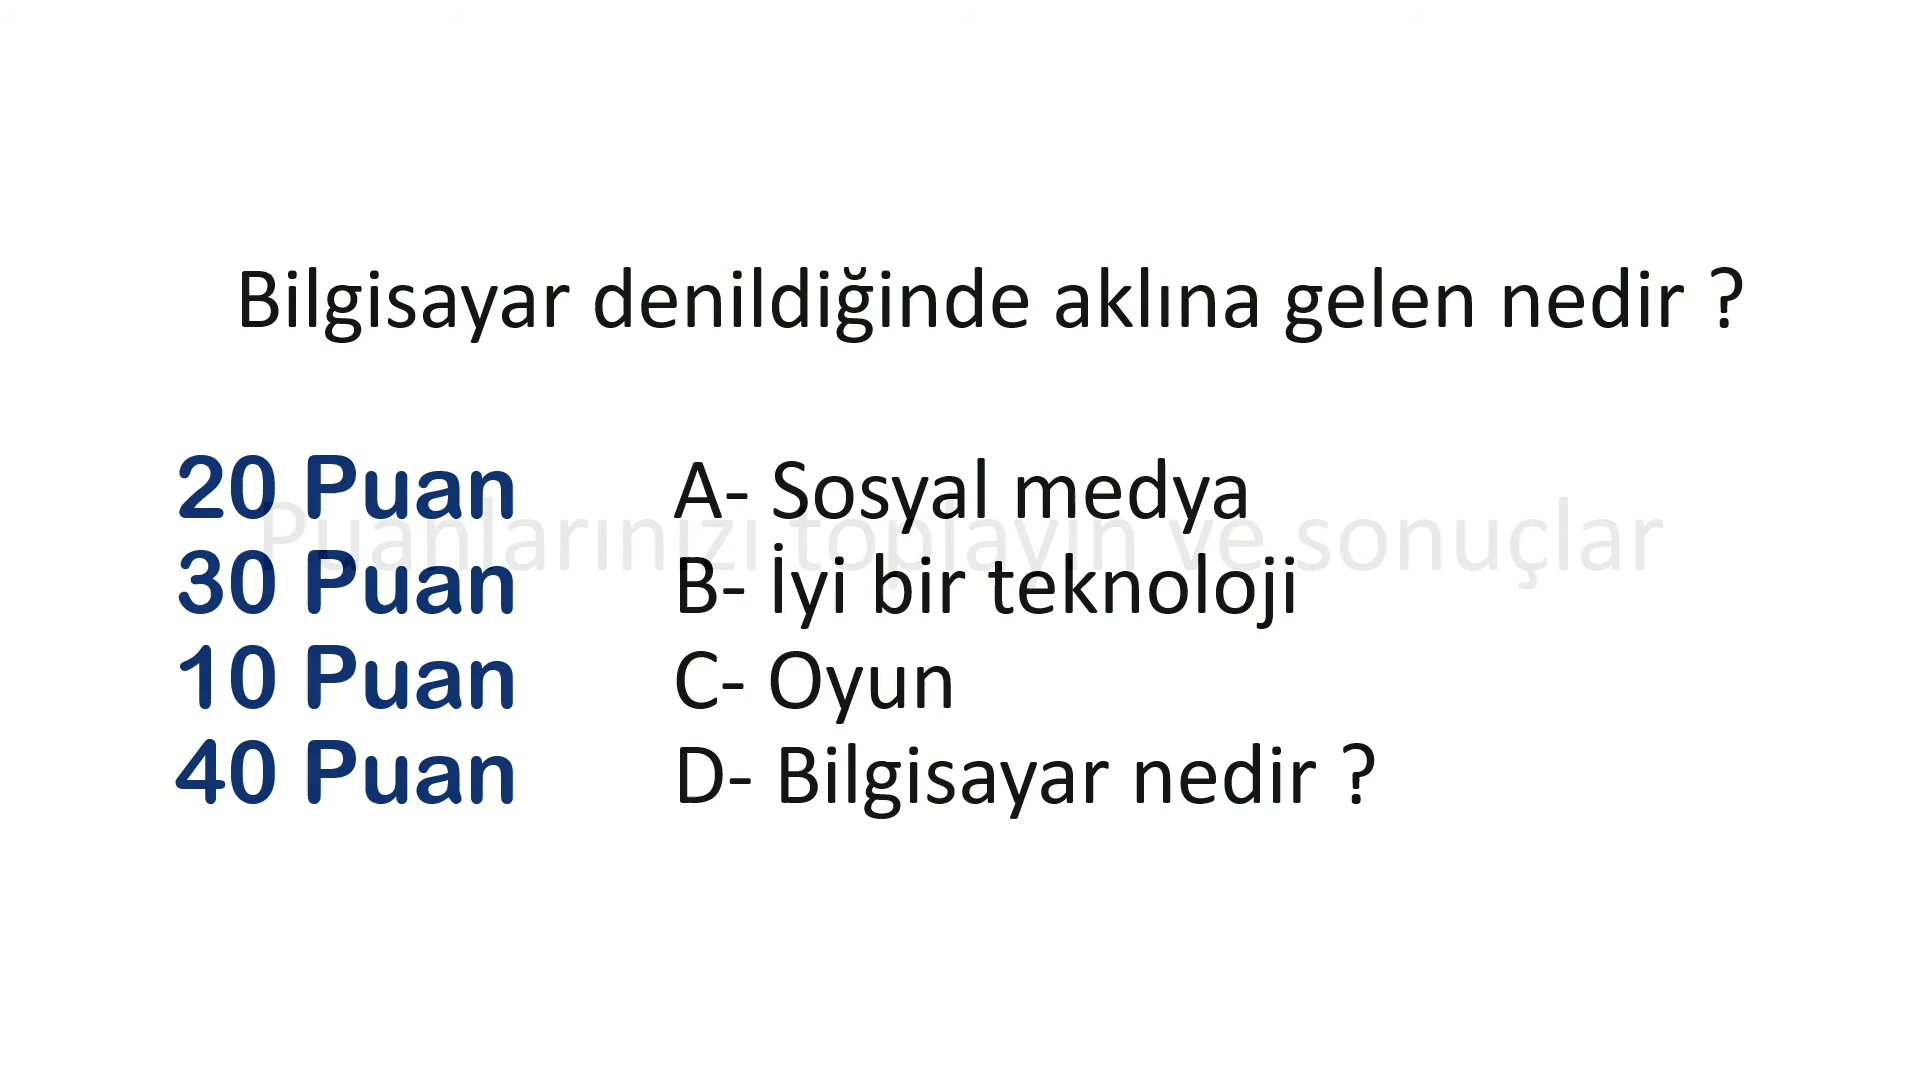 Bilgisayar denildiğinde aklına gelen nedir ?
20 Puan A- Sosyal medya
Puanlarınızı toplayın ve sonuçlar
30 Puan B- İyi bir teknoloji
10 Puan C- Oyun
40 Puan D- Bilgisayar nedir ?